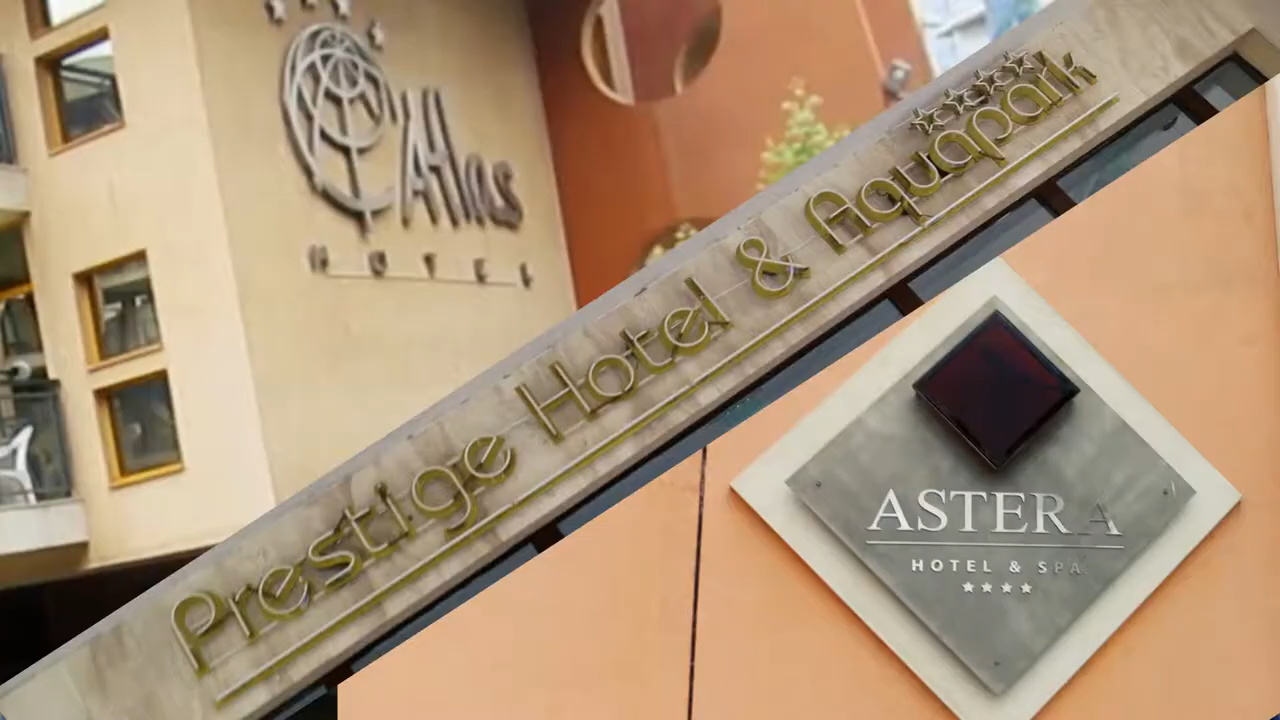 Atlas
HOTEL
Prestige Hotel & Aquapark
ASTERA
HOTEL & SPA